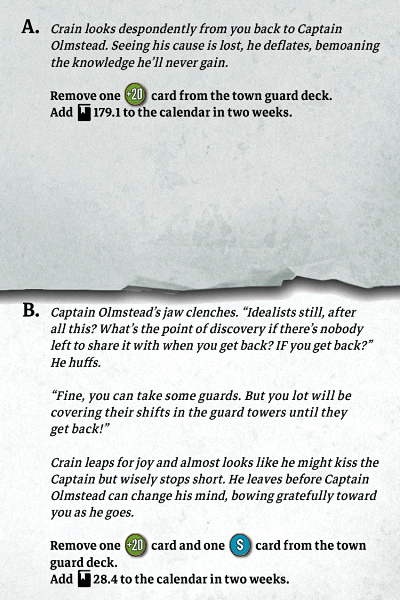 A. Crain looks despondently from you back to Captain
Olmstead. Seeing his cause is lost, he deflates, bemoaning
the knowledge he’ll never gain.
Remove one +20 card from the town guard deck.
Add 179.1 to the calendar in two weeks.
B. Captain Olmstead’s jaw clenches. “Idealists still, after
all this? What’s the point of discovery if there’s nobody
left to share it with when you get back? IF you get back?”
He huffs.
“Fine, you can take some guards. But you lot will be
covering their shifts in the guard towers until they
get back!”
Crain leaps for joy and almost looks like he might kiss the
Captain but wisely stops short. He leaves before Captain
Olmstead can change his mind, bowing gratefully toward
you as he goes.
Remove one +20 card and one S card from the town
guard deck.
Add 28.4 to the calendar in two weeks.